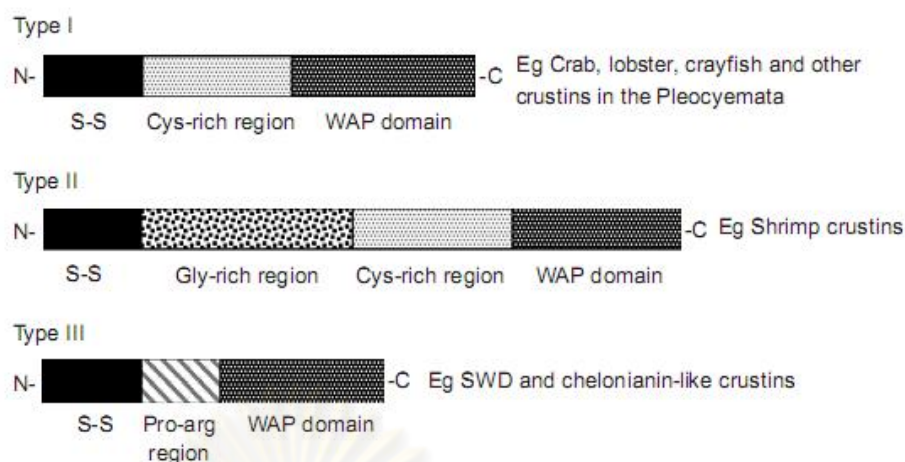 Type I
N-
-C Eg Crab, lobster, crayfish and other
crustins in the Pleocyemata
S-S Cys-rich region WAP domain
Type II
N-
-C Eg Shrimp crustins
S-S Gly-rich region Cys-rich region WAP domain
Type III
N-
-C Eg SWD and chelonianin-like crustins
S-S Pro-arg WAP domain
region